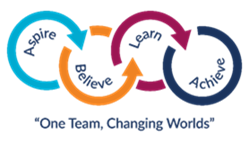 Aspire
Believe
Learn
Achieve
“One Team, Changing Worlds”